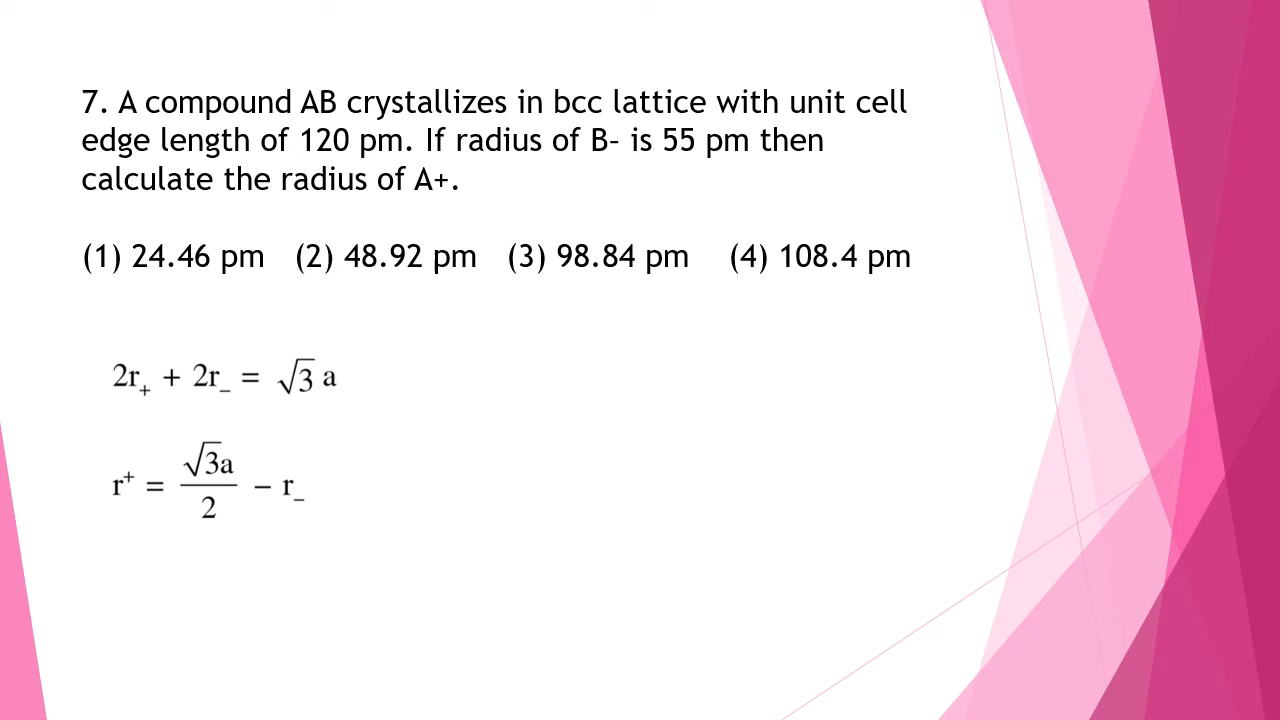 7. A compound AB crystallizes in bcc lattice with unit cell
edge length of 120 pm. If radius of B- is 55 pm then
calculate the radius of A+.
(1) 24.46 pm (2) 48.92 pm (3) 98.84 pm (4) 108.4 pm
2r₊ + 2r₋ = √3 a
r⁺ = √3a/2 − r₋